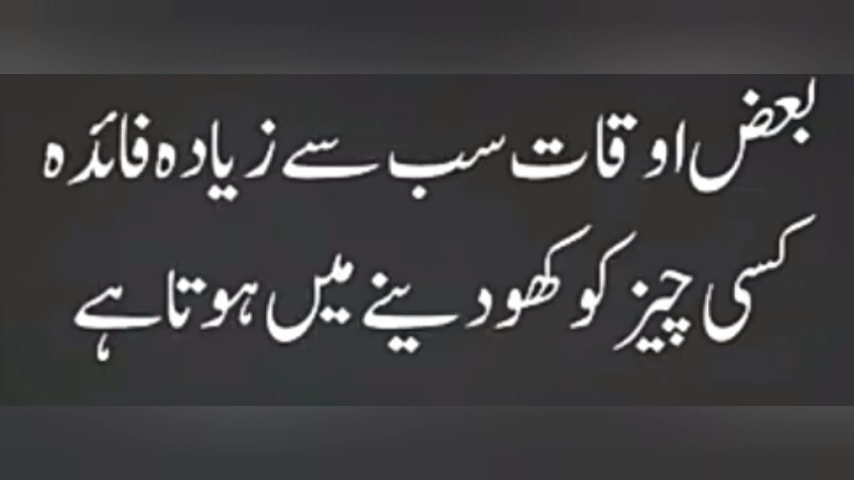 بعض اوقات سب سے زیادہ فائدہ
کسی چیز کو کھو دینے میں ہوتا ہے